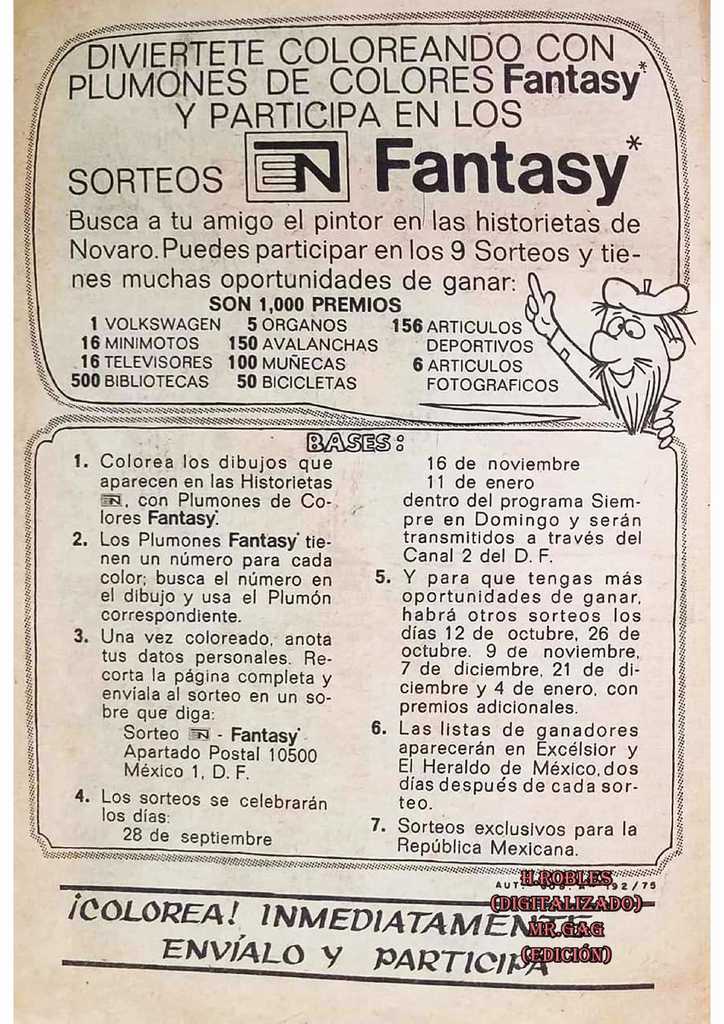 DIVIERTETE COLOREANDO CON
PLUMONES DE COLORES Fantasy*
Y PARTICIPA EN LOS
SORTEOS EN Fantasy*
Busca a tu amigo el pintor en las historietas de
Novaro. Puedes participar en los 9 Sorteos y tie-
nes muchas oportunidades de ganar:
SON 1,000 PREMIOS
1 VOLKSWAGEN
16 MINIMOTOS
16 TELEVISORES
500 BIBLIOTECAS
5 ORGANOS
150 AVALANCHAS
100 MUÑECAS
50 BICICLETAS
156 ARTICULOS
DEPORTIVOS
6 ARTICULOS
FOTOGRAFICOS
BASES:
1. Colorea los dibujos que
aparecen en las Historietas
EN, con Plumones de Co-
lores Fantasy*.
2. Los Plumones Fantasy* tie-
nen un número para cada
color; busca el número en
el dibujo y usa el Plumón
correspondiente.
3. Una vez coloreado, anota
tus datos personales. Re-
corta la página completa y
envíala al sorteo en un so-
bre que diga:
Sorteo EN - Fantasy*
Apartado Postal 10500
México 1, D. F.
4. Los sorteos se celebrarán
los días:
28 de septiembre
16 de noviembre
11 de enero
dentro del programa Siem-
pre en Domingo y serán
transmitidos a través del
Canal 2 del D. F.
5. Y para que tengas más
oportunidades de ganar,
habrá otros sorteos los
días 12 de octubre, 26 de
octubre, 9 de noviembre,
7 de diciembre, 21 de di-
ciembre y 4 de enero, con
premios adicionales.
6. Las listas de ganadores
aparecerán en Excélsior y
El Heraldo de México, dos
días después de cada sor-
teo.
7. Sorteos exclusivos para la
República Mexicana.
92/75
H.ROBLES
(DIGITALIZADO)
MR.GAG
(EDICIÓN)
¡COLOREA! INMEDIATAMENTE
ENVÍALO Y PARTICIPA